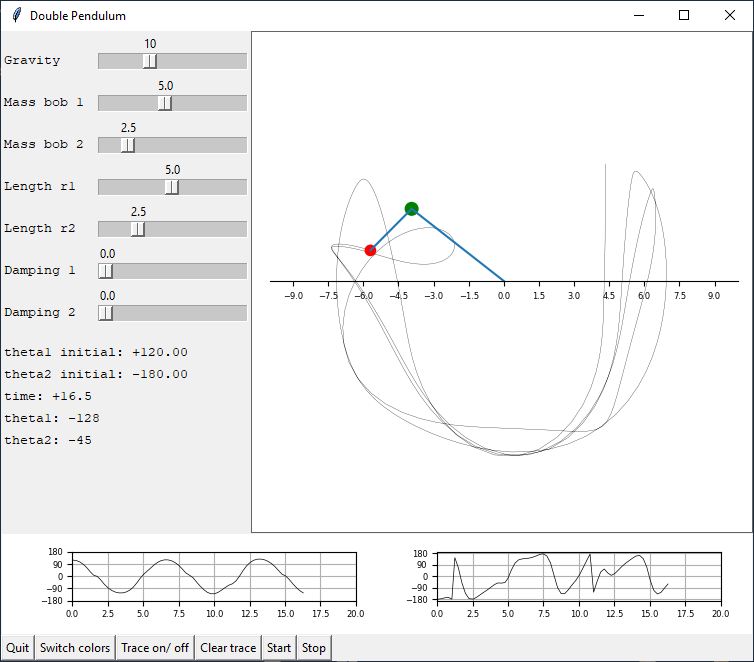 Double Pendulum
10
Gravity
5.0
Mass bob 1
2.5
Mass bob 2
5.0
Length r1
2.5
Length r2
0.0
Damping 1
0.0
Damping 2
theta1 initial: +120.00
theta2 initial: -180.00
time: +16.5
theta1: -128
theta2: -45
−9.0 −7.5 −6.0 −4.5 −3.0 −1.5 0.0 1.5 3.0 4.5 6.0 7.5 9.0
180
90
0
−90
−180
0.0 2.5 5.0 7.5 10.0 12.5 15.0 17.5 20.0
180
90
0
−90
−180
0.0 2.5 5.0 7.5 10.0 12.5 15.0 17.5 20.0
Quit Switch colors Trace on/ off Clear trace Start Stop